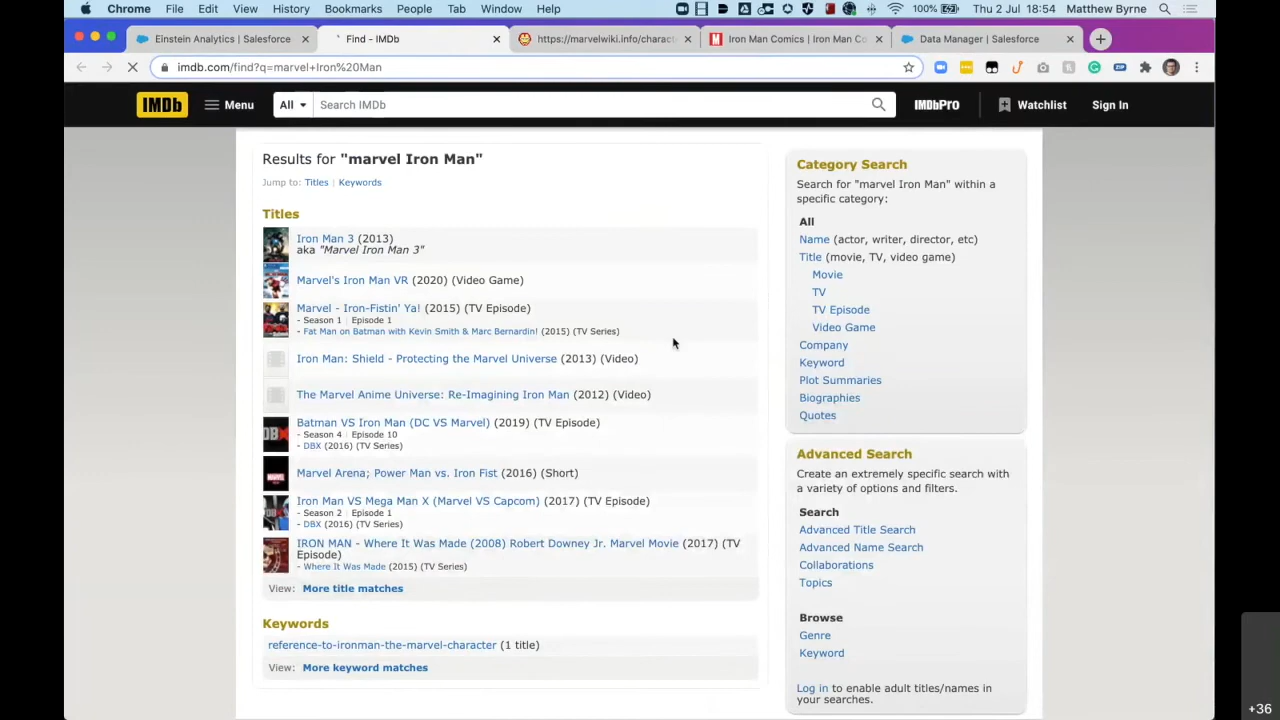 Chrome File Edit View History Bookmarks People Tab Window Help 100% Thu 2 Jul 18:54 Matthew Byrne
Einstein Analytics | Salesforce Find - IMDb https://marvelwiki.info/charact Iron Man Comics | Iron Man Co Data Manager | Salesforce
imdb.com/find?q=marvel+Iron%20Man
IMDb Menu All Search IMDb IMDbPro Watchlist Sign In
Results for "marvel Iron Man"
Jump to: Titles | Keywords
Titles
Iron Man 3 (2013)
aka "Marvel Iron Man 3"
Marvel's Iron Man VR (2020) (Video Game)
Marvel - Iron-Fistin' Ya! (2015) (TV Episode)
- Season 1 | Episode 1
- Fat Man on Batman with Kevin Smith & Marc Bernardin! (2015) (TV Series)
Iron Man: Shield - Protecting the Marvel Universe (2013) (Video)
The Marvel Anime Universe: Re-Imagining Iron Man (2012) (Video)
Batman VS Iron Man (DC VS Marvel) (2019) (TV Episode)
- Season 4 | Episode 10
- DBX (2016) (TV Series)
Marvel Arena; Power Man vs. Iron Fist (2016) (Short)
Iron Man VS Mega Man X (Marvel VS Capcom) (2017) (TV Episode)
- Season 2 | Episode 1
- DBX (2016) (TV Series)
IRON MAN - Where It Was Made (2008) Robert Downey Jr. Marvel Movie (2017) (TV
Episode)
- Where It Was Made (2015) (TV Series)
View: More title matches
Keywords
reference-to-ironman-the-marvel-character (1 title)
View: More keyword matches
Category Search
Search for "marvel Iron Man" within a
specific category:
All
Name (actor, writer, director, etc)
Title (movie, TV, video game)
Movie
TV
TV Episode
Video Game
Company
Keyword
Plot Summaries
Biographies
Quotes
Advanced Search
Create an extremely specific search with
a variety of options and filters.
Search
Advanced Title Search
Advanced Name Search
Collaborations
Topics
Browse
Genre
Keyword
Log in to enable adult titles/names in
your searches.
+36